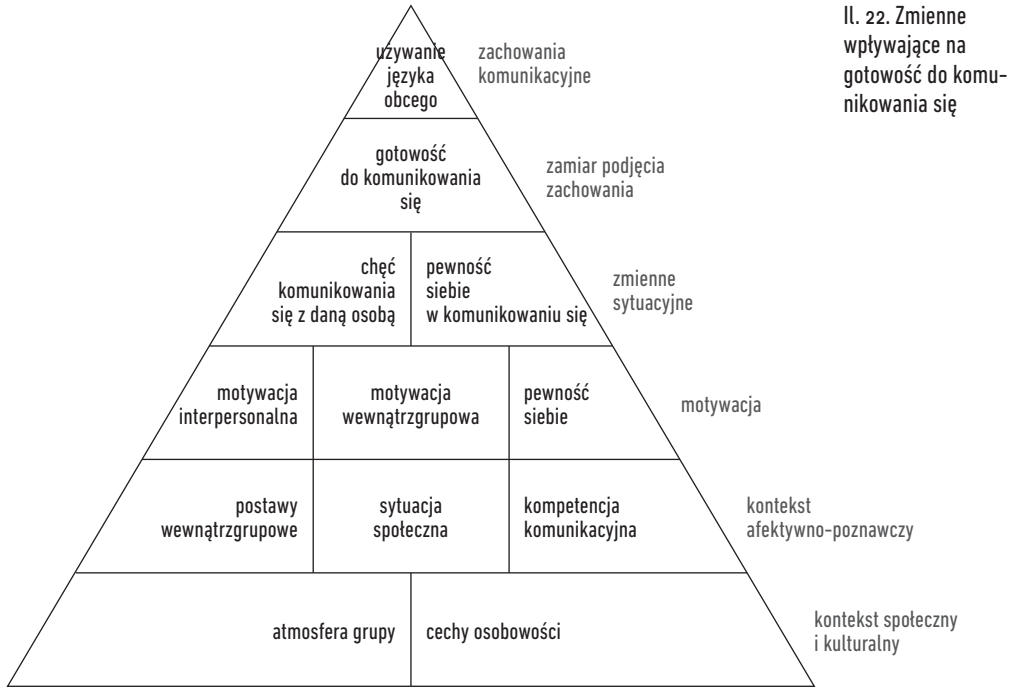 Il. 22. Zmienne
wpływające na
gotowość do komu-
nikowania się
używanie
języka
obcego
zachowania
komunikacyjne
gotowość
do komunikowania
się
zamiar podjęcia
zachowania
chęć
komunikowania
się z daną osobą
pewność
siebie
w komunikowaniu się
zmienne
sytuacyjne
motywacja
interpersonalna
motywacja
wewnątrzgrupowa
pewność
siebie
motywacja
postawy
wewnątrzgrupowe
sytuacja
społeczna
kompetencja
komunikacyjna
kontekst
afektywno-poznawczy
atmosfera grupy
cechy osobowości
kontekst społeczny
i kulturalny